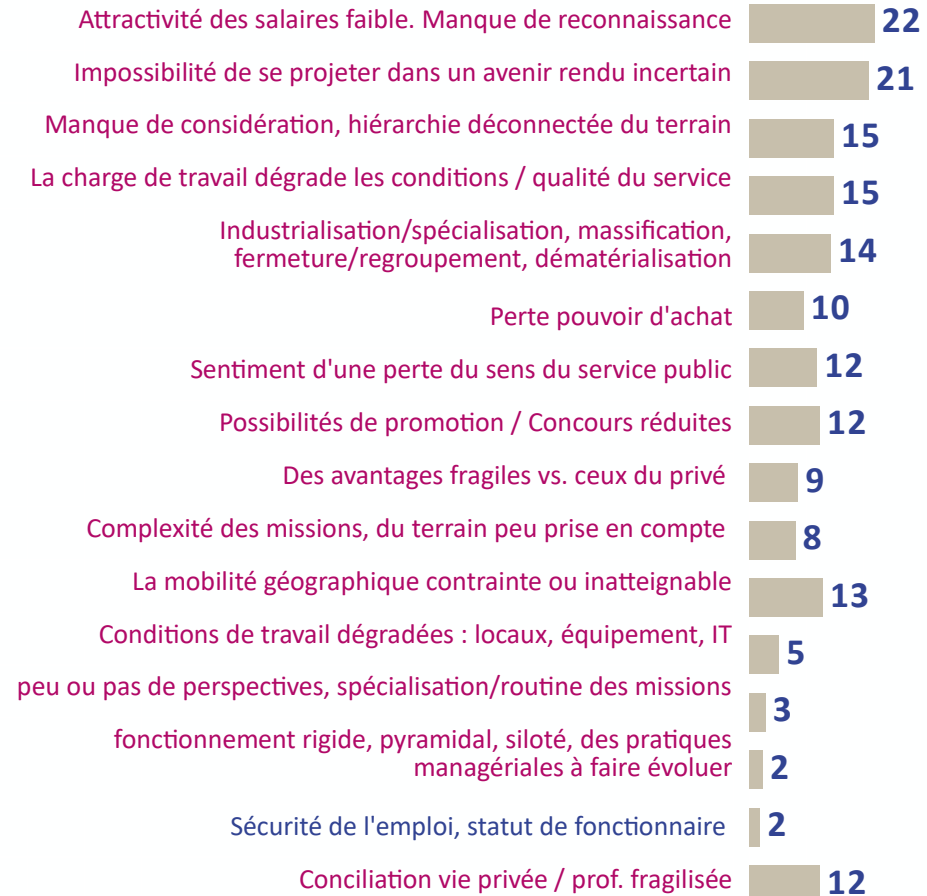 Attractivité des salaires faible. Manque de reconnaissance 22
Impossibilité de se projeter dans un avenir rendu incertain 21
Manque de considération, hiérarchie déconnectée du terrain 15
La charge de travail dégrade les conditions / qualité du service 15
Industrialisation/spécialisation, massification,
fermeture/regroupement, dématérialisation 14
Perte pouvoir d'achat 10
Sentiment d'une perte du sens du service public 12
Possibilités de promotion / Concours réduites 12
Des avantages fragiles vs. ceux du privé 9
Complexité des missions, du terrain peu prise en compte 8
La mobilité géographique contrainte ou inatteignable 13
Conditions de travail dégradées : locaux, équipement, IT 5
peu ou pas de perspectives, spécialisation/routine des missions 3
fonctionnement rigide, pyramidal, siloté, des pratiques
managériales à faire évoluer 2
Sécurité de l'emploi, statut de fonctionnaire 2
Conciliation vie privée / prof. fragilisée 12